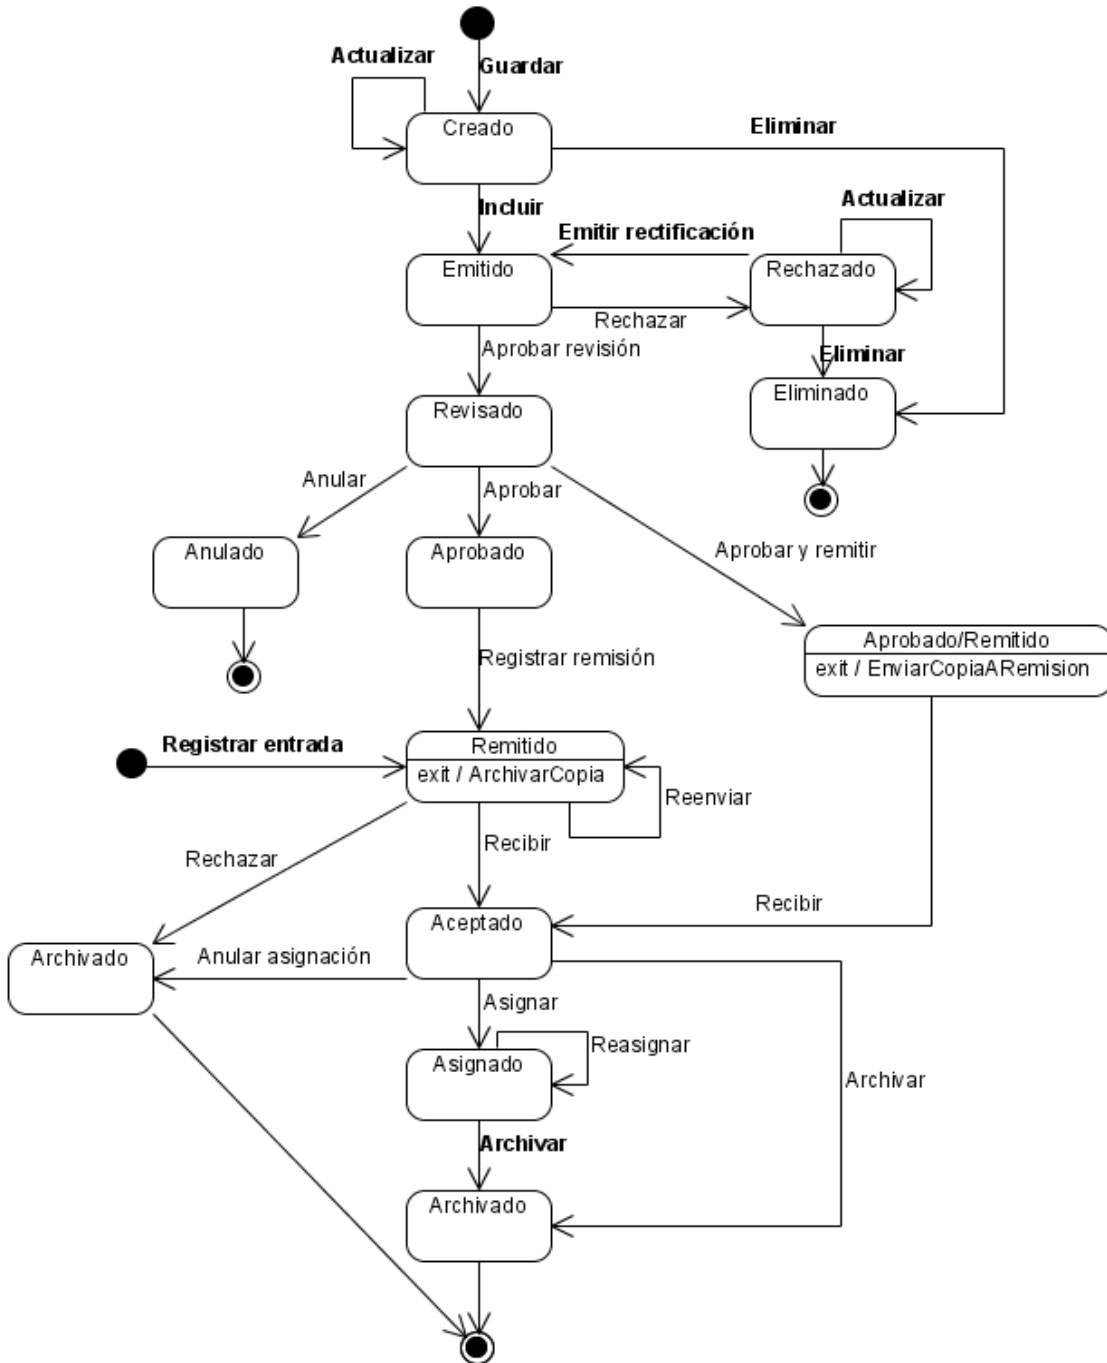 Actualizar
Guardar
Creado
Eliminar
Incluir
Actualizar
Emitir rectificación
Emitido
Rechazado
Rechazar
Aprobar revisión
Eliminar
Revisado
Eliminado
Anular
Aprobar
Aprobar y remitir
Anulado
Aprobado
Aprobado/Remitido
exit / EnviarCopiaARemision
Registrar remisión
Registrar entrada
Remitido
exit / ArchivarCopia
Reenviar
Rechazar
Recibir
Recibir
Aceptado
Archivado
Anular asignación
Asignar
Reasignar
Asignado
Archivar
Archivar
Archivado